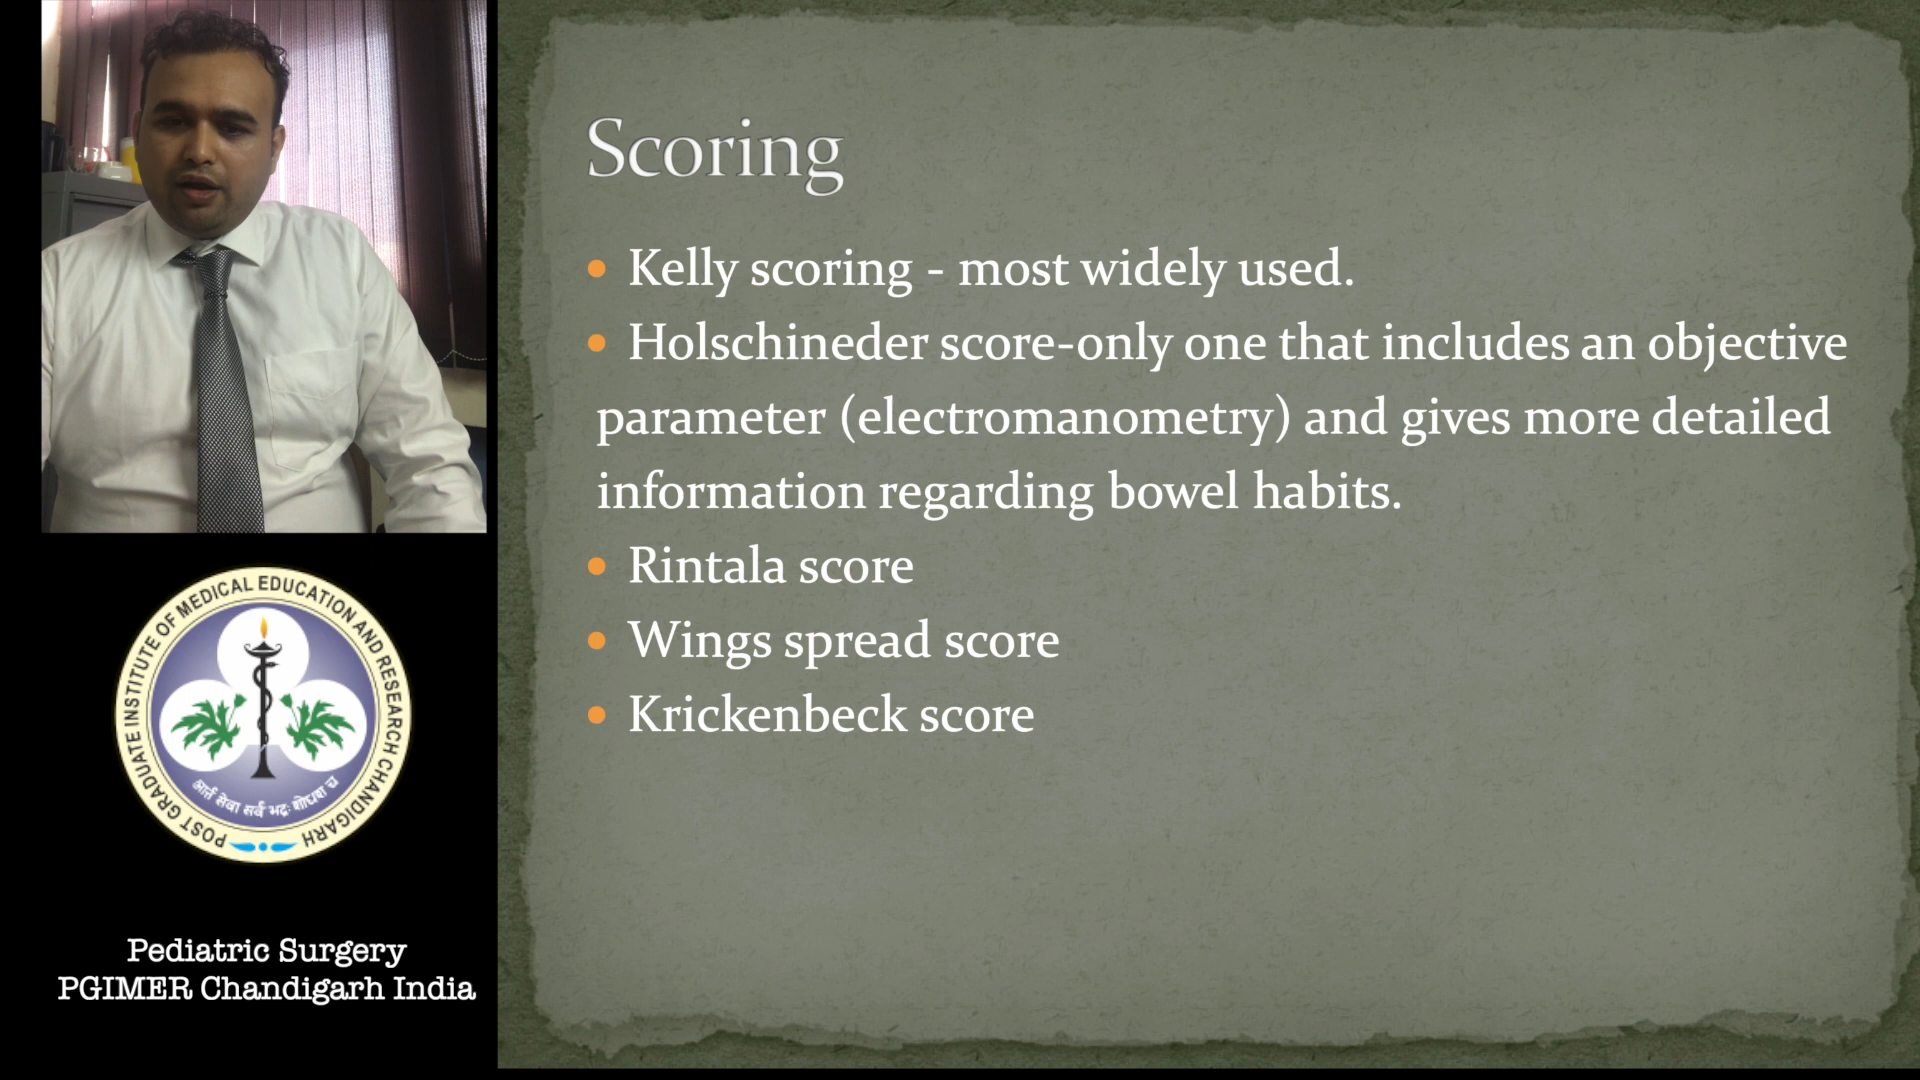 Scoring
• Kelly scoring - most widely used.
• Holschineder score-only one that includes an objective
parameter (electromanometry) and gives more detailed
information regarding bowel habits.
• Rintala score
• Wings spread score
• Krickenbeck score
POST GRADUATE INSTITUTE OF MEDICAL EDUCATION AND RESEARCH CHANDIGARH
Pediatric Surgery
PGIMER Chandigarh India